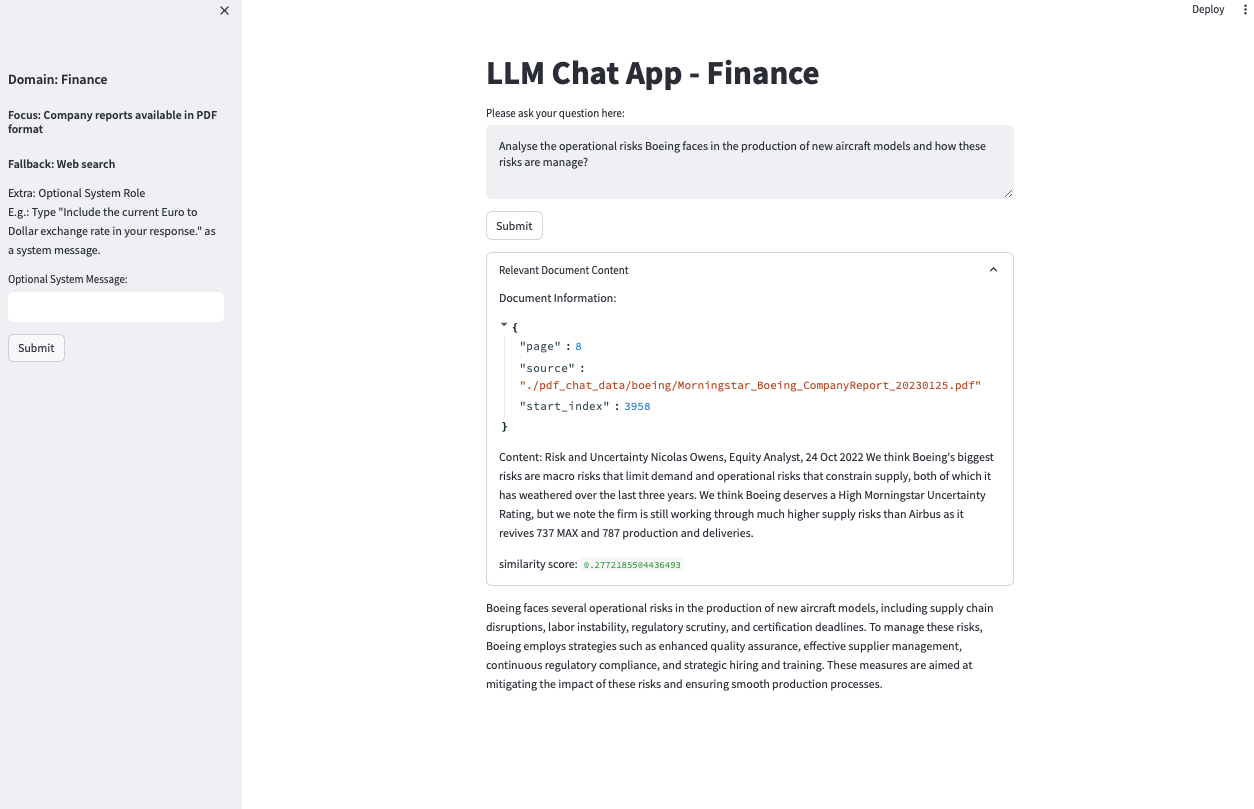 Deploy
Domain: Finance
Focus: Company reports available in PDF
format
Fallback: Web search
Extra: Optional System Role
E.g.: Type "Include the current Euro to
Dollar exchange rate in your response." as
a system message.
Optional System Message:
Submit
LLM Chat App - Finance
Please ask your question here:
Analyse the operational risks Boeing faces in the production of new aircraft models and how these
risks are manage?
Submit
Relevant Document Content
Document Information:
{
"page" : 8
"source" :
"./pdf_chat_data/boeing/Morningstar_Boeing_CompanyReport_20230125.pdf"
"start_index" : 3958
}
Content: Risk and Uncertainty Nicolas Owens, Equity Analyst, 24 Oct 2022 We think Boeing's biggest
risks are macro risks that limit demand and operational risks that constrain supply, both of which it
has weathered over the last three years. We think Boeing deserves a High Morningstar Uncertainty
Rating, but we note the firm is still working through much higher supply risks than Airbus as it
revives 737 MAX and 787 production and deliveries.
similarity score: 0.2772185504436493
Boeing faces several operational risks in the production of new aircraft models, including supply chain
disruptions, labor instability, regulatory scrutiny, and certification deadlines. To manage these risks,
Boeing employs strategies such as enhanced quality assurance, effective supplier management,
continuous regulatory compliance, and strategic hiring and training. These measures are aimed at
mitigating the impact of these risks and ensuring smooth production processes.